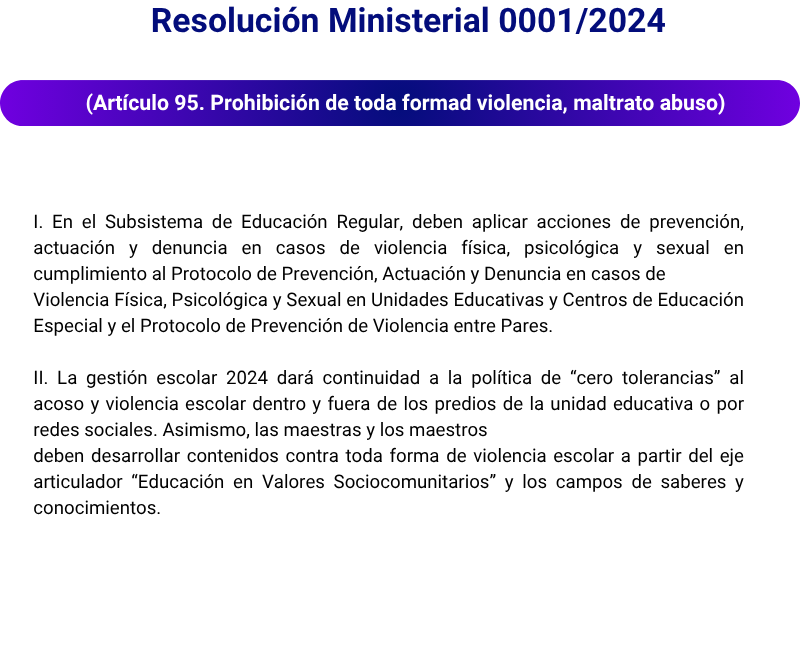 Resolución Ministerial 0001/2024
(Artículo 95. Prohibición de toda formad violencia, maltrato abuso)
I. En el Subsistema de Educación Regular, deben aplicar acciones de prevención,
actuación y denuncia en casos de violencia física, psicológica y sexual en
cumplimiento al Protocolo de Prevención, Actuación y Denuncia en casos de
Violencia Física, Psicológica y Sexual en Unidades Educativas y Centros de Educación
Especial y el Protocolo de Prevención de Violencia entre Pares.
II. La gestión escolar 2024 dará continuidad a la política de “cero tolerancias” al
acoso y violencia escolar dentro y fuera de los predios de la unidad educativa o por
redes sociales. Asimismo, las maestras y los maestros
deben desarrollar contenidos contra toda forma de violencia escolar a partir del eje
articulador “Educación en Valores Sociocomunitarios” y los campos de saberes y
conocimientos.